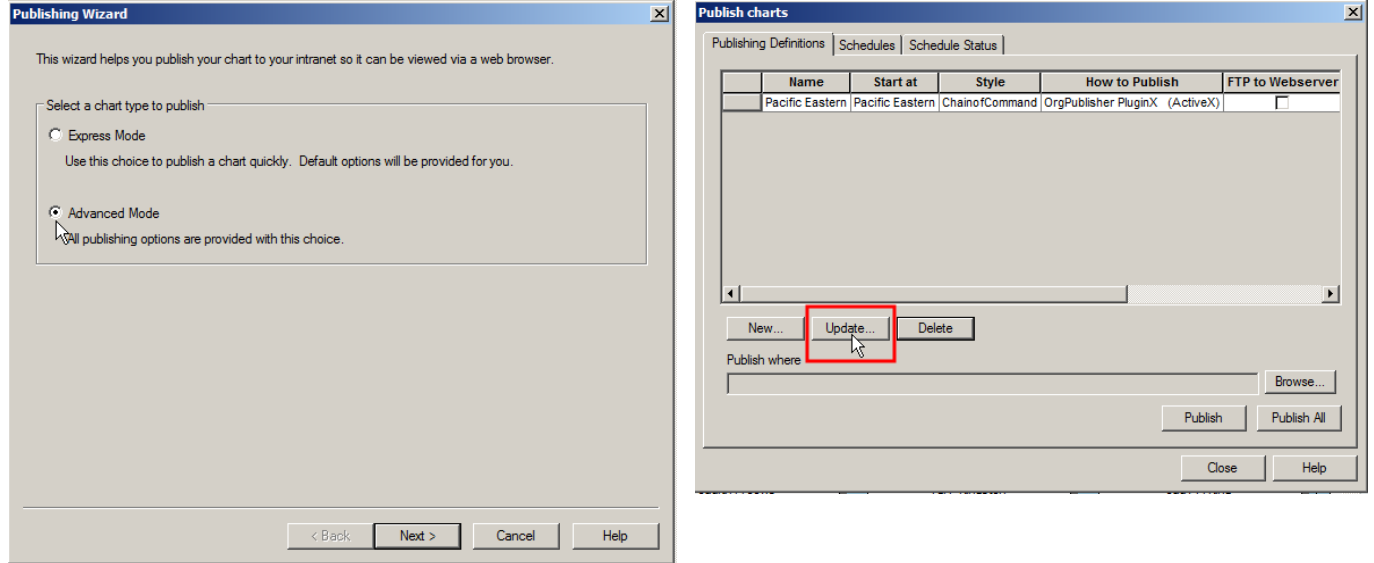 Publishing Wizard
This wizard helps you publish your chart to your intranet so it can be viewed via a web browser.
Select a chart type to publish
Express Mode
Use this choice to publish a chart quickly. Default options will be provided for you.
Advanced Mode
All publishing options are provided with this choice.
< Back Next > Cancel Help
Publish charts
Publishing Definitions Schedules Schedule Status
Name Start at Style How to Publish FTP to Webserver
Pacific Eastern Pacific Eastern ChainofCommand OrgPublisher PluginX (ActiveX)
New... Update... Delete
Publish where
Browse...
Publish Publish All
Close Help